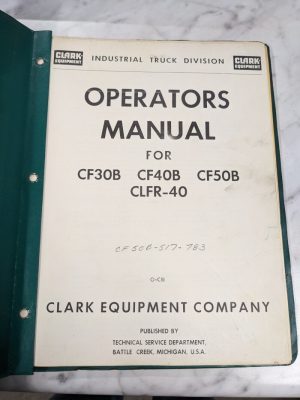 CLARK EQUIPMENT INDUSTRIAL TRUCK DIVISION CLARK EQUIPMENT
OPERATORS
MANUAL
FOR
CF30B CF40B CF50B
CLFR-40
CF50B-517-783
O-CN
CLARK EQUIPMENT COMPANY
PUBLISHED BY
TECHNICAL SERVICE DEPARTMENT,
BATTLE CREEK, MICHIGAN, U.S.A.